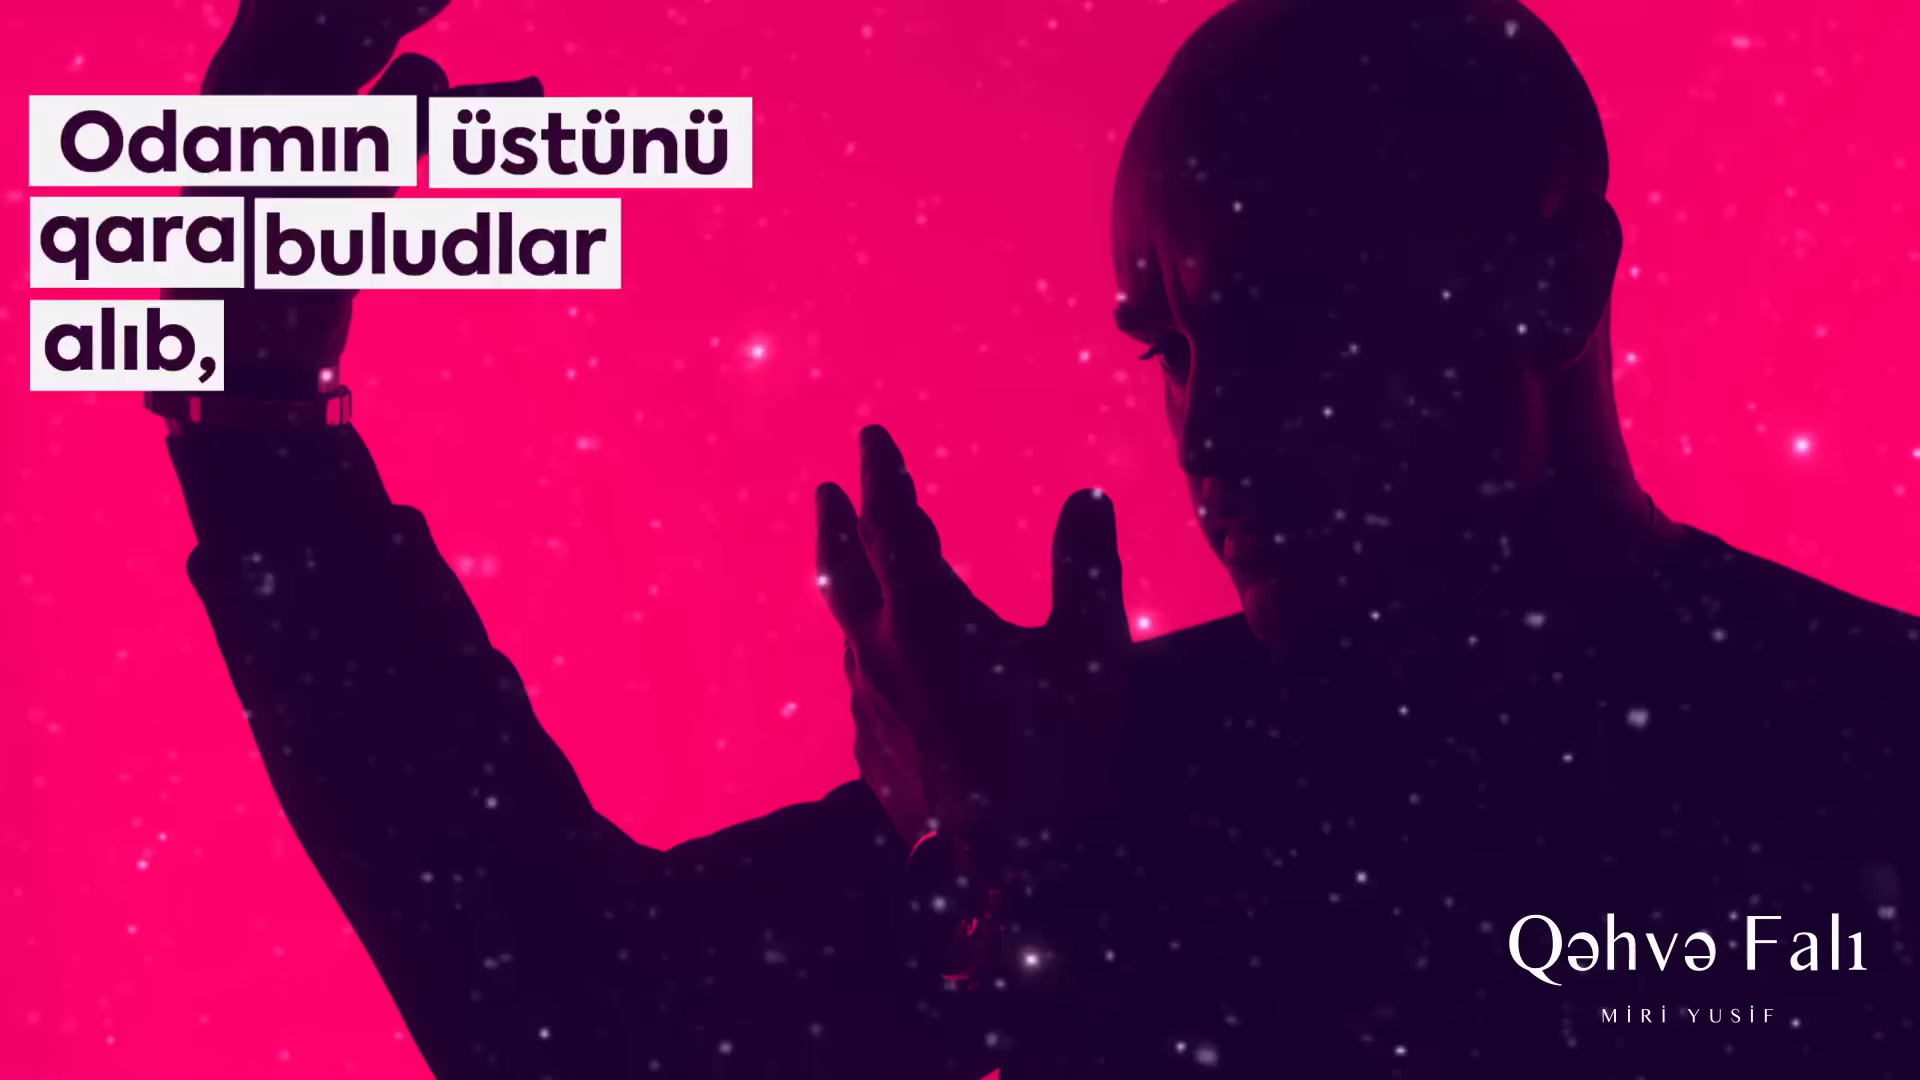 Odamın üstünü
qara buludlar
alıb,
Qəhvə Falı
MİRİ YUSİF